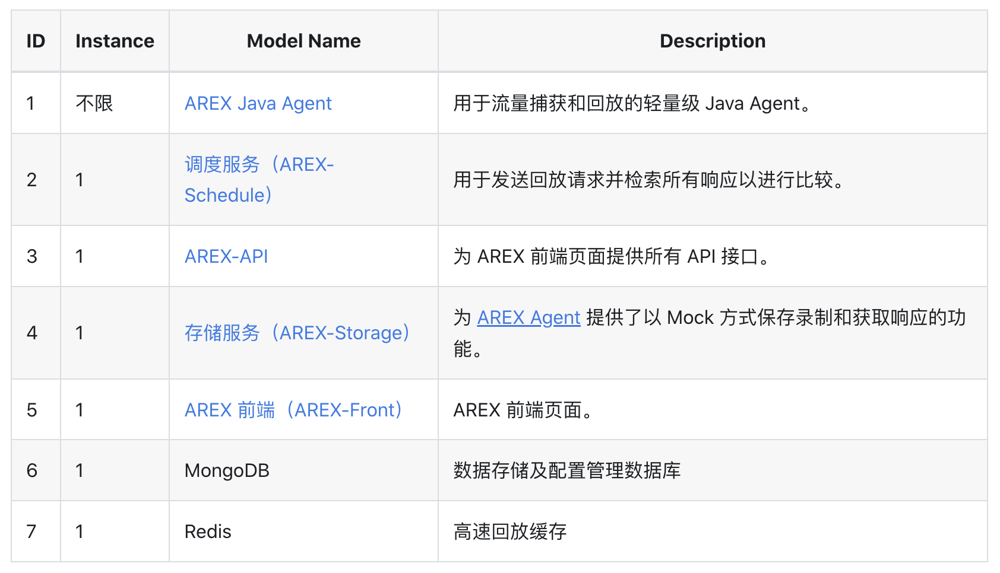 ID Instance Model Name Description
1 不限 AREX Java Agent 用于流量捕获和回放的轻量级 Java Agent。
2 1 调度服务（AREX-
Schedule） 用于发送回放请求并检索所有响应以进行比较。
3 1 AREX-API 为 AREX 前端页面提供所有 API 接口。
4 1 存储服务（AREX-Storage） 为 AREX Agent 提供了以 Mock 方式保存录制和获取响应的功
能。
5 1 AREX 前端（AREX-Front） AREX 前端页面。
6 1 MongoDB 数据存储及配置管理数据库
7 1 Redis 高速回放缓存